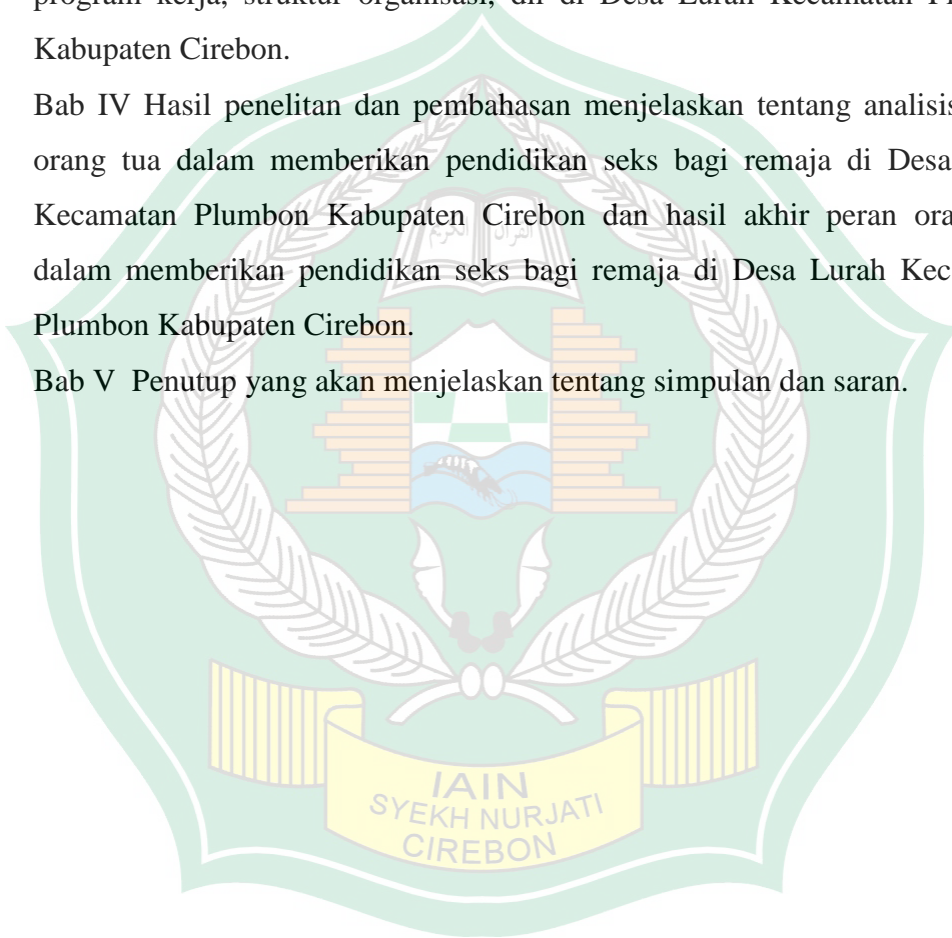 program kerja, struktur organisasi, dll di Desa Lurah Kecamatan
Kabupaten Cirebon.
Bab IV Hasil penelitan dan pembahasan menjelaskan tentang analisis
orang tua dalam memberikan pendidikan seks bagi remaja di Desa
Kecamatan Plumbon Kabupaten Cirebon dan hasil akhir peran
dalam memberikan pendidikan seks bagi remaja di Desa Lurah
القرآن الكريم
Plumbon Kabupaten Cirebon.
Bab V Penutup yang akan menjelaskan tentang simpulan dan saran.
IAIN
SYEKH NURJATI
CIREBON